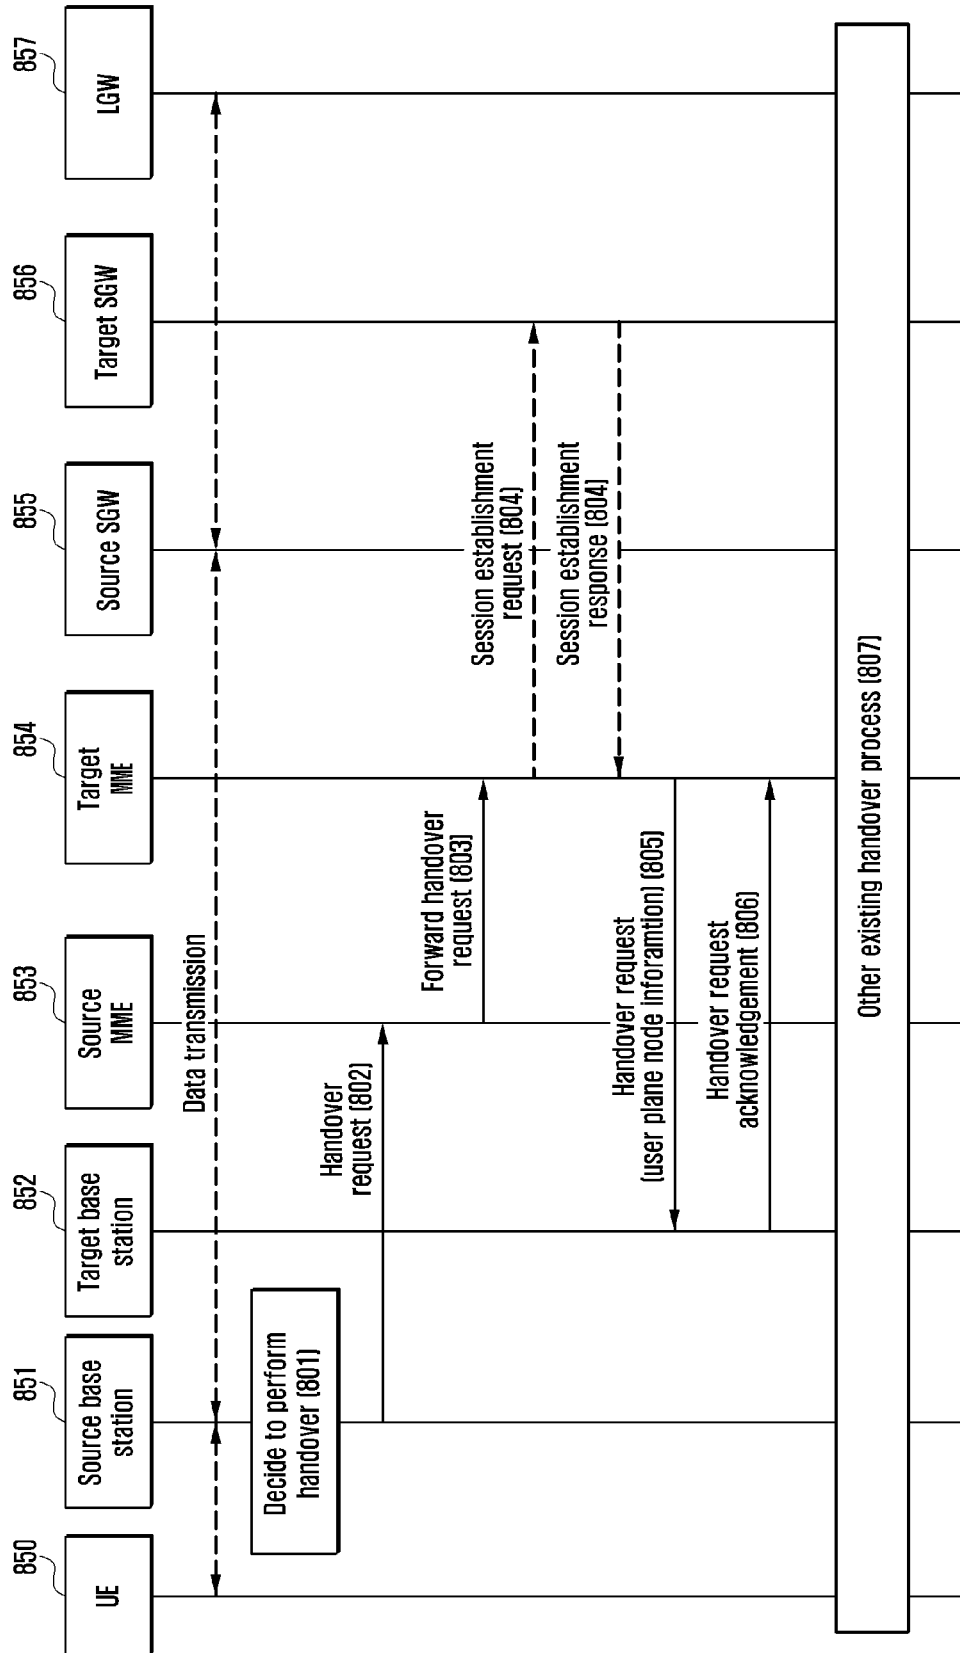 850
851
852
853
854
855
856
857
UE
Source base
station
Target base
station
Source
MME
Target
MME
Source SGW
Target SGW
LGW
Data transmission
Decide to perform
handover (801)
Handover
request (802)
Forward handover
request (803)
Session establishment
request (804)
Session establishment
response (804)
Handover request
(user plane node inforamtion) (805)
Handover request
acknowledgement (806)
Other existing handover process (807)